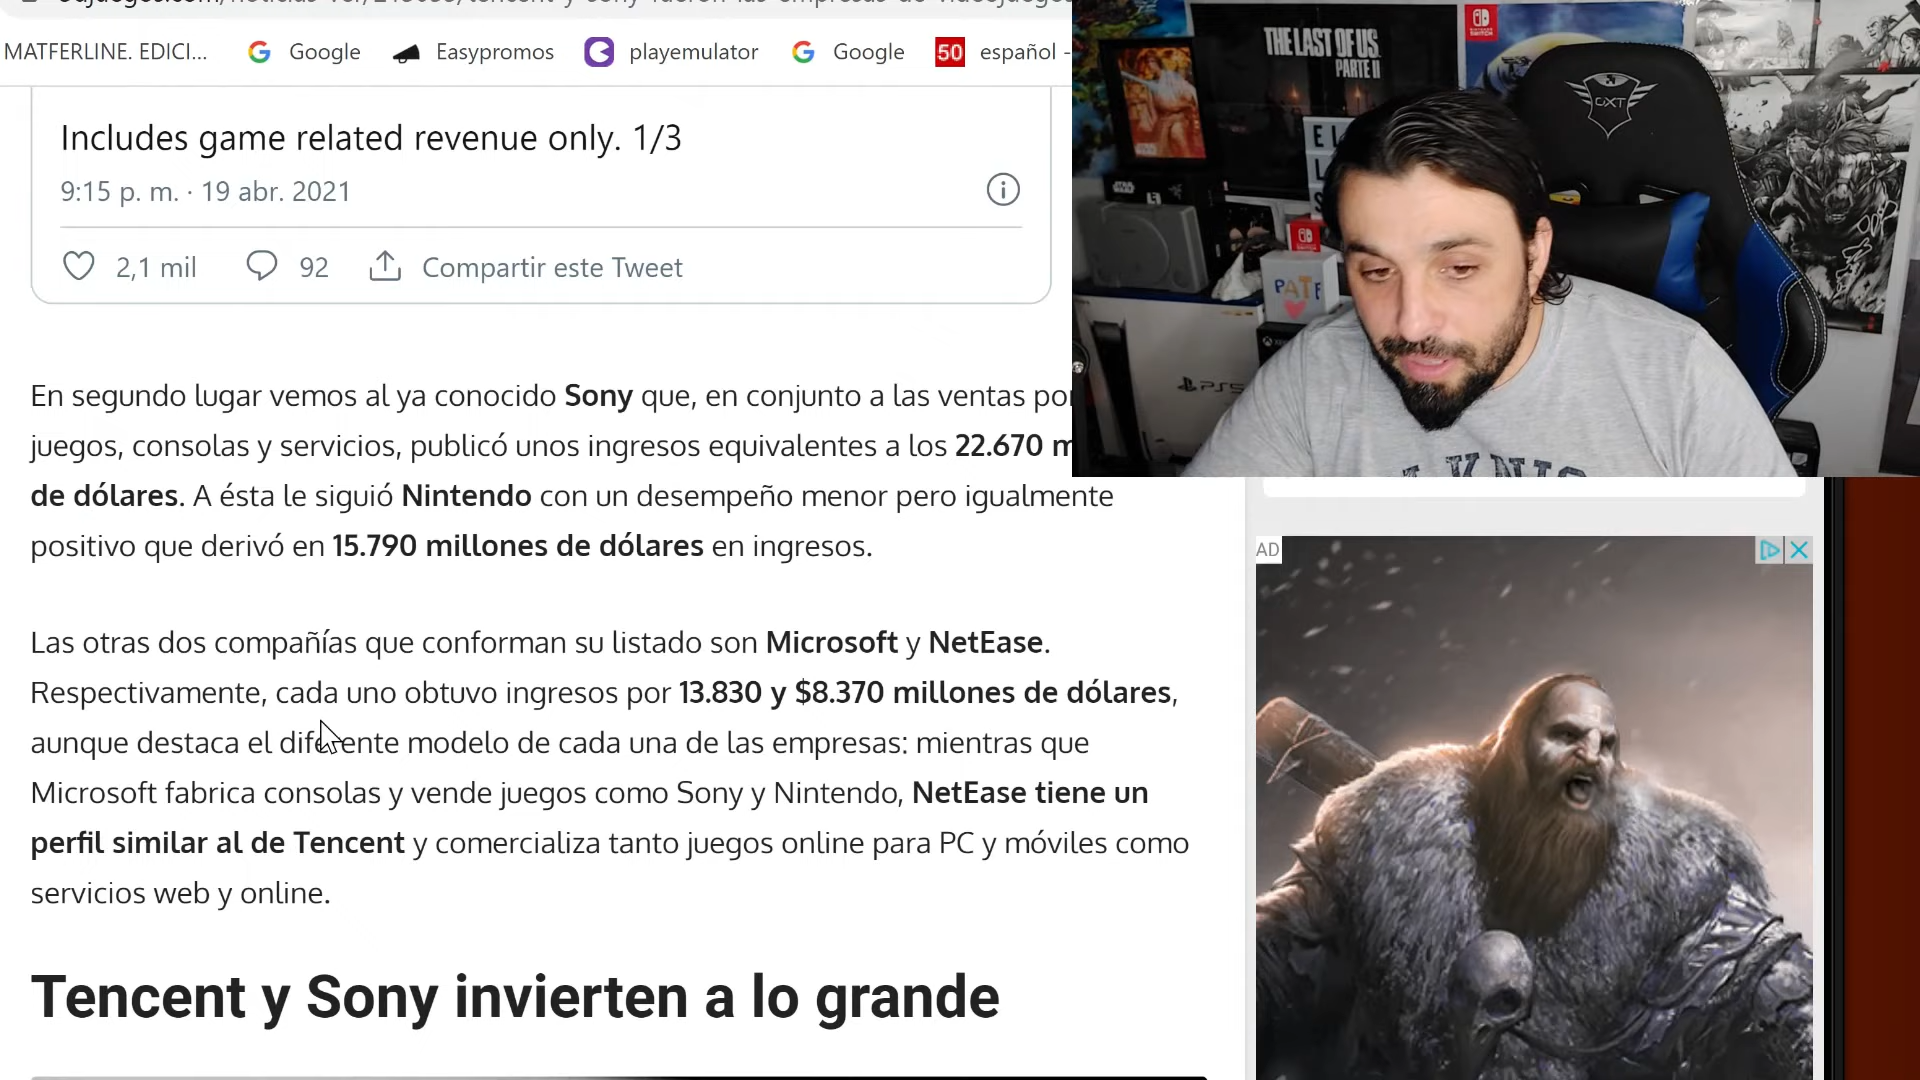 MATFERLINE. EDICI... Google Easypromos playemulator Google 50 español -
Includes game related revenue only. 1/3
9:15 p. m. · 19 abr. 2021
2,1 mil 92 Compartir este Tweet
En segundo lugar vemos al ya conocido Sony que, en conjunto a las ventas por
juegos, consolas y servicios, publicó unos ingresos equivalentes a los 22.670 m
de dólares. A ésta le siguió Nintendo con un desempeño menor pero igualmente
positivo que derivó en 15.790 millones de dólares en ingresos.
Las otras dos compañías que conforman su listado son Microsoft y NetEase.
Respectivamente, cada uno obtuvo ingresos por 13.830 y $8.370 millones de dólares,
aunque destaca el diferente modelo de cada una de las empresas: mientras que
Microsoft fabrica consolas y vende juegos como Sony y Nintendo, NetEase tiene un
perfil similar al de Tencent y comercializa tanto juegos online para PC y móviles como
servicios web y online.
Tencent y Sony invierten a lo grande
THE LAST OF US
PARTE II
GXT
STAR WARS
PS5
AD